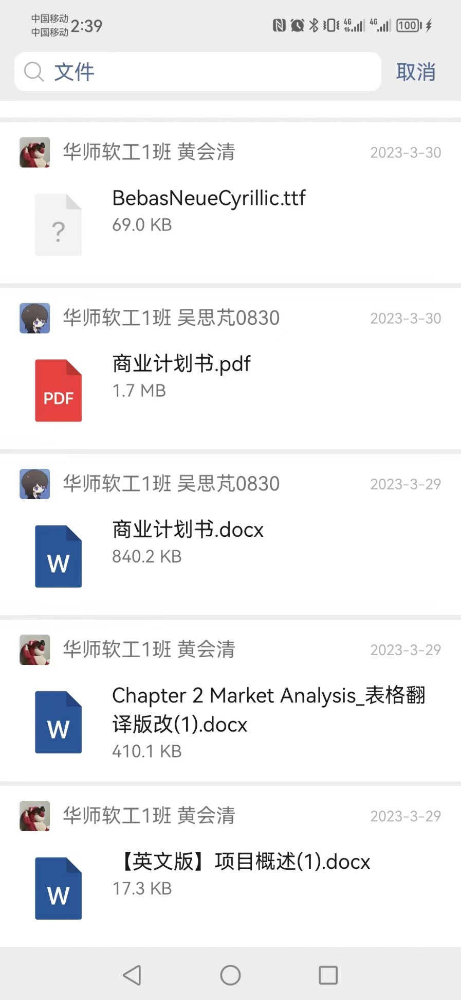 中国移动
中国移动
2:39
4G
4G
100
文件
取消
华师软工1班 黄会清
2023-3-30
BebasNeueCyrillic.ttf
69.0 KB
?
华师软工1班 吴思芃0830
2023-3-30
商业计划书.pdf
1.7 MB
PDF
华师软工1班 吴思芃0830
2023-3-29
商业计划书.docx
840.2 KB
W
华师软工1班 黄会清
2023-3-29
Chapter 2 Market Analysis_表格翻
译版改(1).docx
410.1 KB
W
华师软工1班 黄会清
2023-3-29
【英文版】项目概述(1).docx
17.3 KB
W